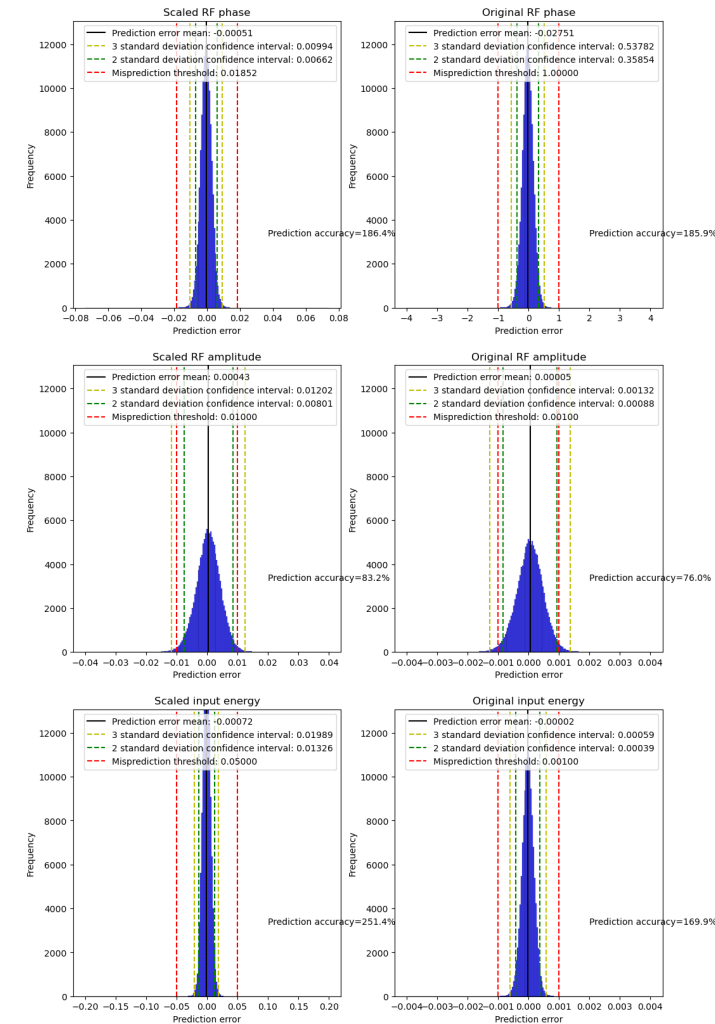 Scaled RF phase
Prediction error mean: -0.00051
3 standard deviation confidence interval: 0.00994
2 standard deviation confidence interval: 0.00662
Misprediction threshold: 0.01852
12000
10000
8000
6000
4000
2000
0
Frequency
Prediction accuracy=186.4%
−0.08 −0.06 −0.04 −0.02 0.00 0.02 0.04 0.06 0.08
Prediction error
Original RF phase
Prediction error mean: -0.02751
3 standard deviation confidence interval: 0.53782
2 standard deviation confidence interval: 0.35854
Misprediction threshold: 1.00000
12000
10000
8000
6000
4000
2000
0
Frequency
Prediction accuracy=185.9%
−4 −3 −2 −1 0 1 2 3 4
Prediction error
Scaled RF amplitude
Prediction error mean: 0.00043
3 standard deviation confidence interval: 0.01202
2 standard deviation confidence interval: 0.00801
Misprediction threshold: 0.01000
12000
10000
8000
6000
4000
2000
0
Frequency
Prediction accuracy=83.2%
−0.04 −0.03 −0.02 −0.01 0.00 0.01 0.02 0.03 0.04
Prediction error
Original RF amplitude
Prediction error mean: 0.00005
3 standard deviation confidence interval: 0.00132
2 standard deviation confidence interval: 0.00088
Misprediction threshold: 0.00100
12000
10000
8000
6000
4000
2000
0
Frequency
Prediction accuracy=76.0%
−0.004 −0.003 −0.002 −0.001 0.000 0.001 0.002 0.003 0.004
Prediction error
Scaled input energy
Prediction error mean: -0.00072
3 standard deviation confidence interval: 0.01989
2 standard deviation confidence interval: 0.01326
Misprediction threshold: 0.05000
12000
10000
8000
6000
4000
2000
0
Frequency
Prediction accuracy=251.4%
−0.20 −0.15 −0.10 −0.05 0.00 0.05 0.10 0.15 0.20
Prediction error
Original input energy
Prediction error mean: -0.00002
3 standard deviation confidence interval: 0.00059
2 standard deviation confidence interval: 0.00039
Misprediction threshold: 0.00100
12000
10000
8000
6000
4000
2000
0
Frequency
Prediction accuracy=169.9%
−0.004 −0.003 −0.002 −0.001 0.000 0.001 0.002 0.003 0.004
Prediction error